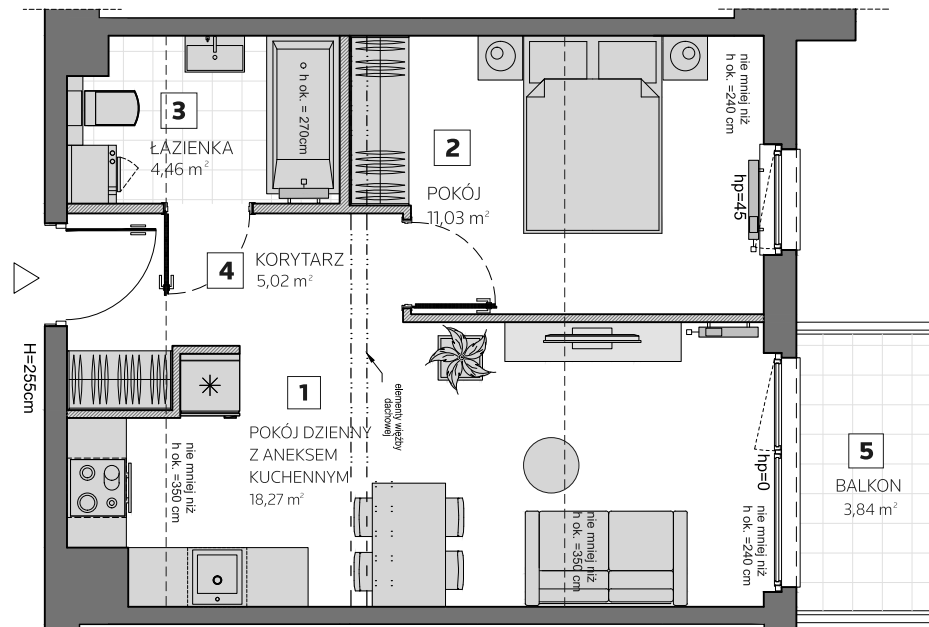 3
ŁAZIENKA
4,46 m²
h ok. = 270cm
2
POKÓJ
11,03 m²
nie mniej niż
h ok. =240 cm
hp=45
4
KORYTARZ
5,02 m²
H=255cm
1
POKÓJ DZIENNY
Z ANEKSEM
KUCHENNYM
18,27 m²
elementy więźby
dachowej
nie mniej niż
h ok. =350 cm
nie mniej niż
h ok. =350 cm
hp=0
nie mniej niż
h ok. =240 cm
5
BALKON
3,84 m²